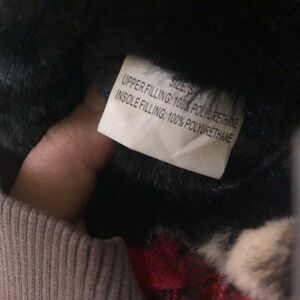 SIZE S
UPPER FILLING: 100% POLYURETHANE
INSOLE FILLING: 100% POLYURETHANE